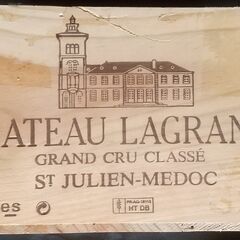 ATEAU LAGRAN
GRAND CRU CLASSÉ
ST JULIEN-MEDOC
es
HT DB